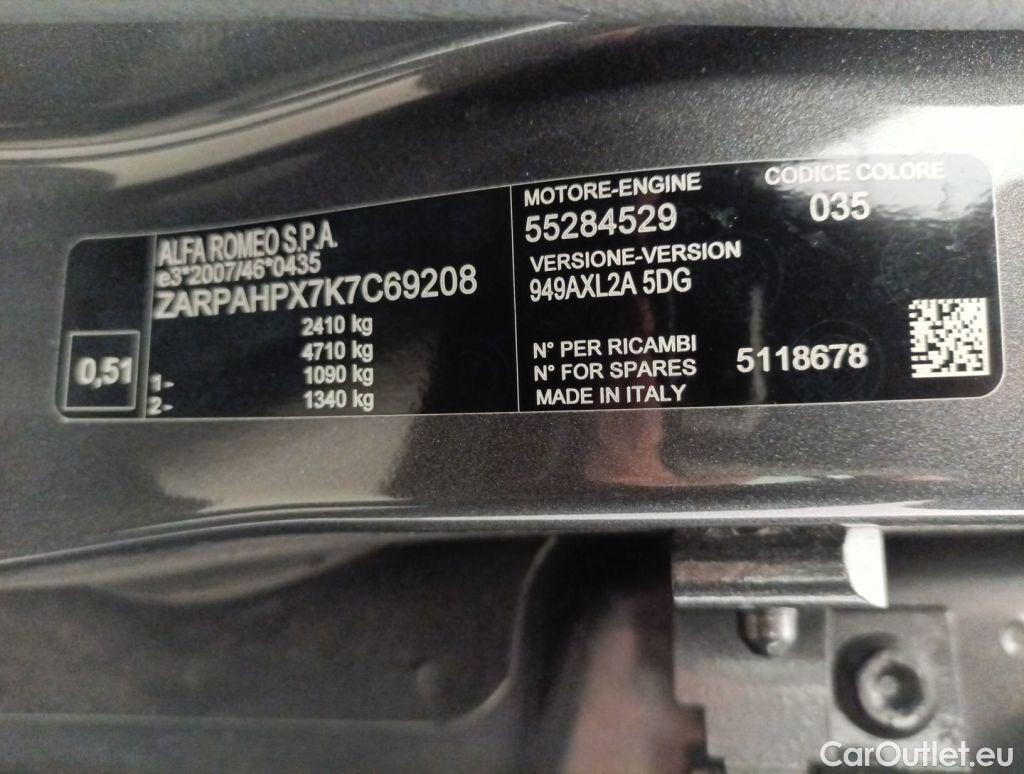 ALFA ROMEO S.P.A.
e3*2007/46*0435
ZARPAHPX7K7C69208
2410 kg
4710 kg
1- 1090 kg
2- 1340 kg
0,51
MOTORE-ENGINE
55284529
VERSIONE-VERSION
949AXL2A 5DG
CODICE COLORE
035
N° PER RICAMBI
N° FOR SPARES
5118678
MADE IN ITALY
CarOutlet.eu